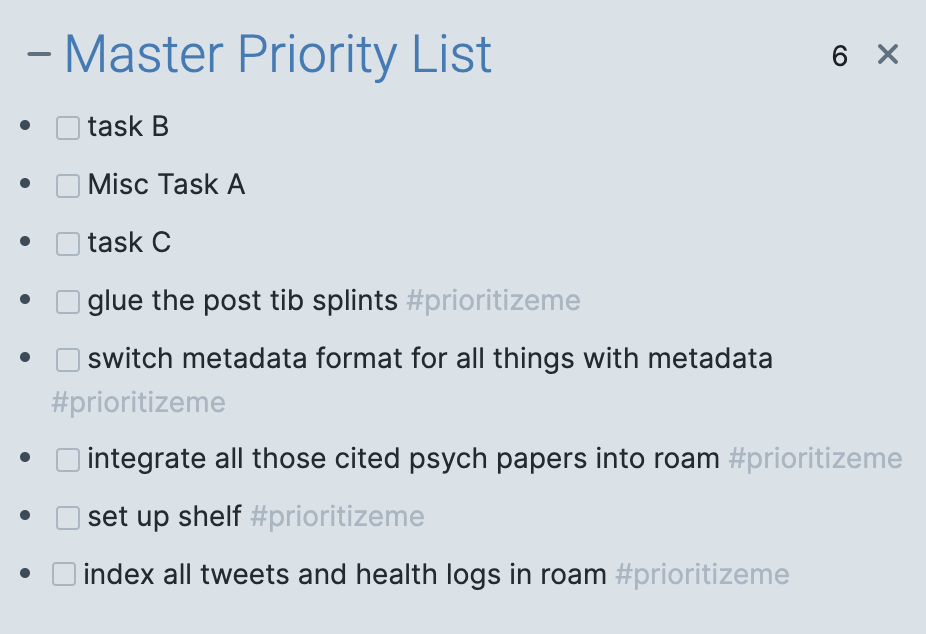 – Master Priority List 6 ×
• task B
• Misc Task A
• task C
• glue the post tib splints #prioritizeme
• switch metadata format for all things with metadata
#prioritizeme
• integrate all those cited psych papers into roam #prioritizeme
• set up shelf #prioritizeme
• index all tweets and health logs in roam #prioritizeme